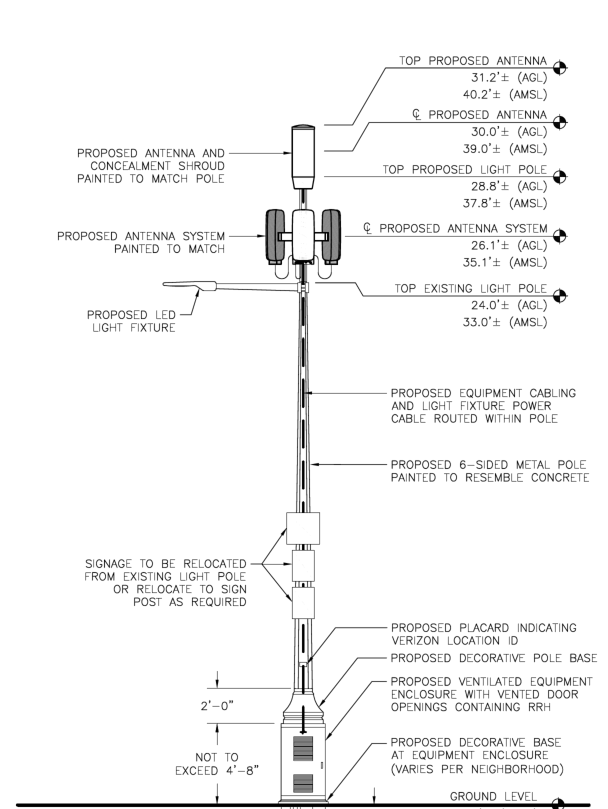 TOP PROPOSED ANTENNA
31.2'± (AGL)
40.2'± (AMSL)
℄ PROPOSED ANTENNA
30.0'± (AGL)
39.0'± (AMSL)
PROPOSED ANTENNA AND
CONCEALMENT SHROUD
PAINTED TO MATCH POLE
TOP PROPOSED LIGHT POLE
28.8'± (AGL)
37.8'± (AMSL)
PROPOSED ANTENNA SYSTEM
PAINTED TO MATCH
℄ PROPOSED ANTENNA SYSTEM
26.1'± (AGL)
35.1'± (AMSL)
TOP EXISTING LIGHT POLE
24.0'± (AGL)
33.0'± (AMSL)
PROPOSED LED
LIGHT FIXTURE
PROPOSED EQUIPMENT CABLING
AND LIGHT FIXTURE POWER
CABLE ROUTED WITHIN POLE
PROPOSED 6-SIDED METAL POLE
PAINTED TO RESEMBLE CONCRETE
SIGNAGE TO BE RELOCATED
FROM EXISTING LIGHT POLE
OR RELOCATE TO SIGN
POST AS REQUIRED
PROPOSED PLACARD INDICATING
VERIZON LOCATION ID
PROPOSED DECORATIVE POLE BASE
PROPOSED VENTILATED EQUIPMENT
ENCLOSURE WITH VENTED DOOR
OPENINGS CONTAINING RRH
2'-0"
NOT TO
EXCEED 4'-8"
PROPOSED DECORATIVE BASE
AT EQUIPMENT ENCLOSURE
(VARIES PER NEIGHBORHOOD)
GROUND LEVEL